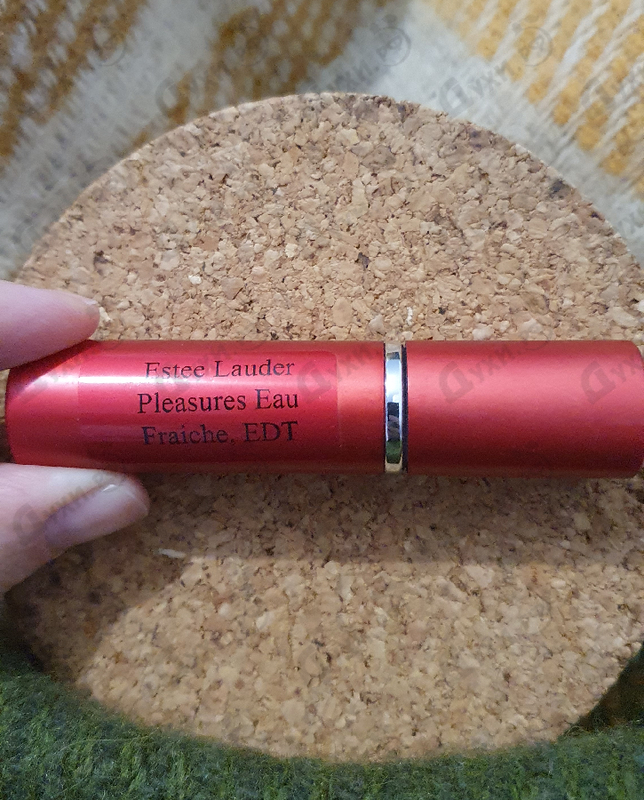 Estee Lauder
Pleasures Eau
Fraiche, EDT